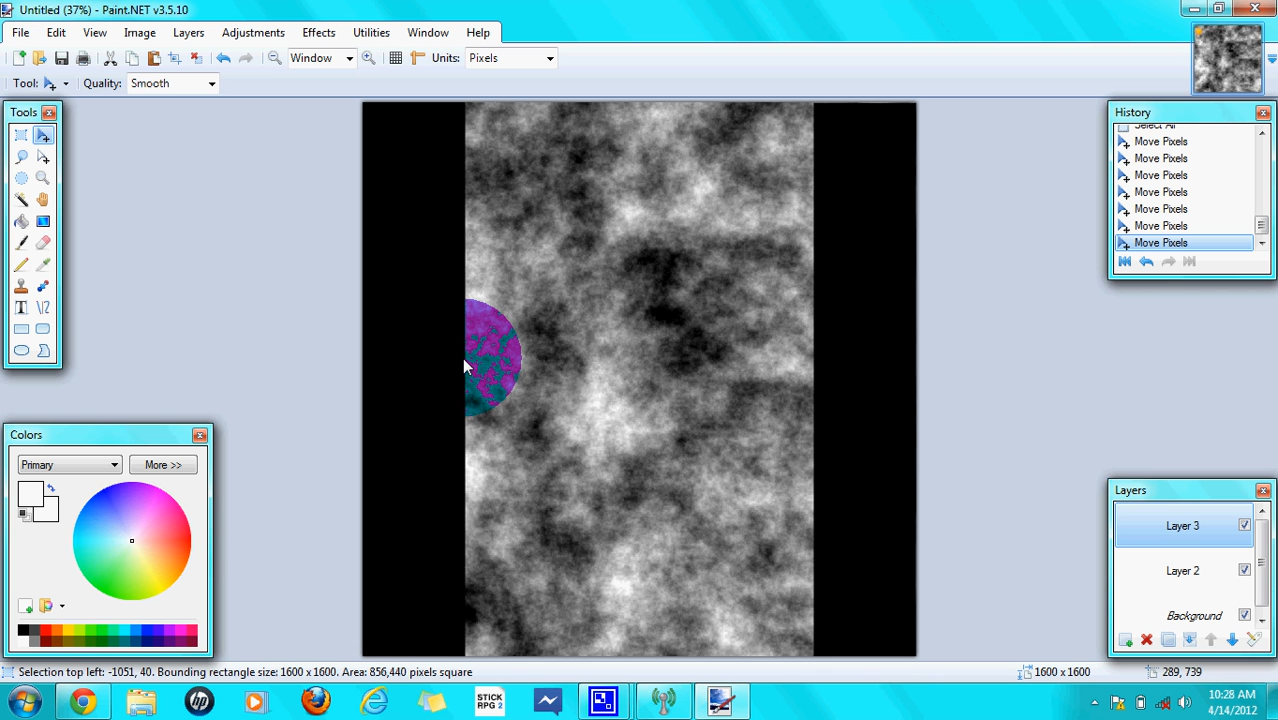 Untitled (37%) - Paint.NET v3.5.10
File Edit View Image Layers Adjustments Effects Utilities Window Help
Window Units: Pixels
Tool: Quality: Smooth
Tools
T
History
Select All
Move Pixels
Move Pixels
Move Pixels
Move Pixels
Move Pixels
Move Pixels
Move Pixels
Colors
Primary More >>
Layers
Layer 3
Layer 2
Background
Selection top left: -1051, 40. Bounding rectangle size: 1600 x 1600. Area: 856,440 pixels square 1600 x 1600 289, 739
hp
STICK
RPG 2
10:28 AM
4/14/2012